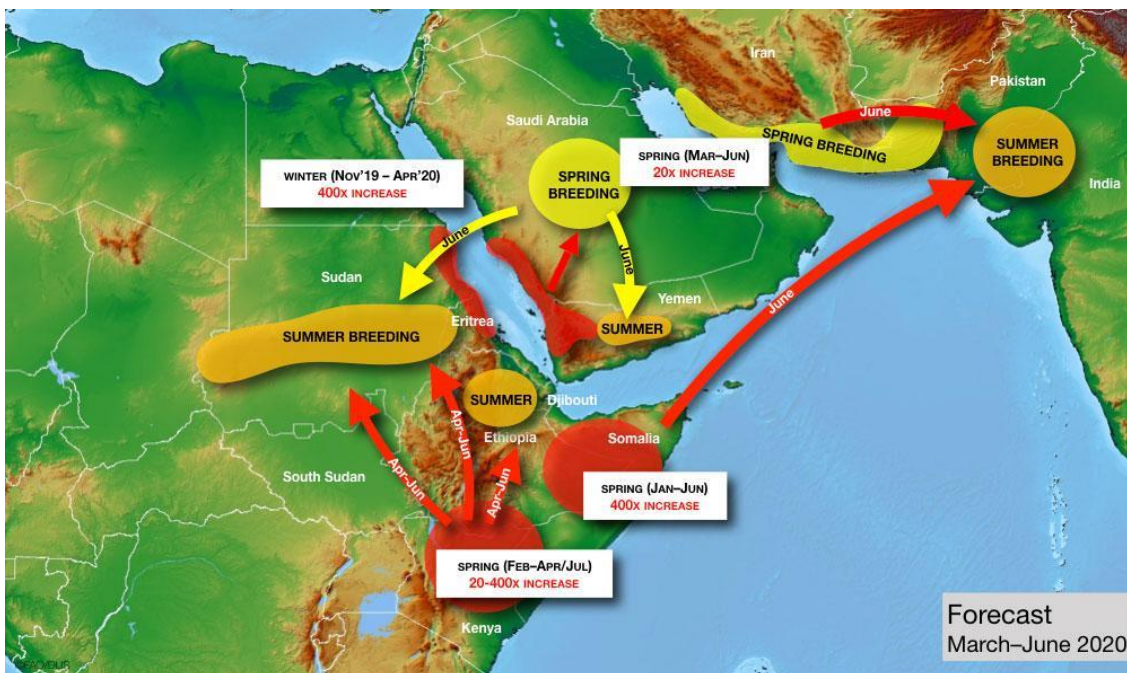 Iran
Pakistan
June
Saudi Arabia
SPRING BREEDING
SUMMER
BREEDING
India
WINTER (NOV'19 – APR'20)
400X INCREASE
SPRING
BREEDING
SPRING (MAR–JUN)
20X INCREASE
June
June
June
Sudan
Yemen
Eritrea
SUMMER BREEDING
SUMMER
SUMMER
Djibouti
Ethiopia
Somalia
Apr-Jun
Apr-Jun
Apr-Jun
South Sudan
SPRING (JAN–JUN)
400X INCREASE
SPRING (FEB–APR/JUL)
20-400X INCREASE
Kenya
Forecast
March–June 2020